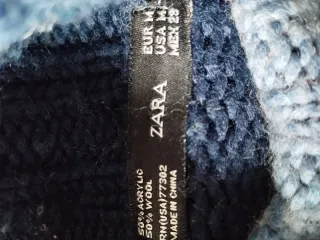 EUR M
USA M
MEX 28
ZARA
50% ACRYLIC
50% WOOL
RN(USA)77302
MADE IN CHINA